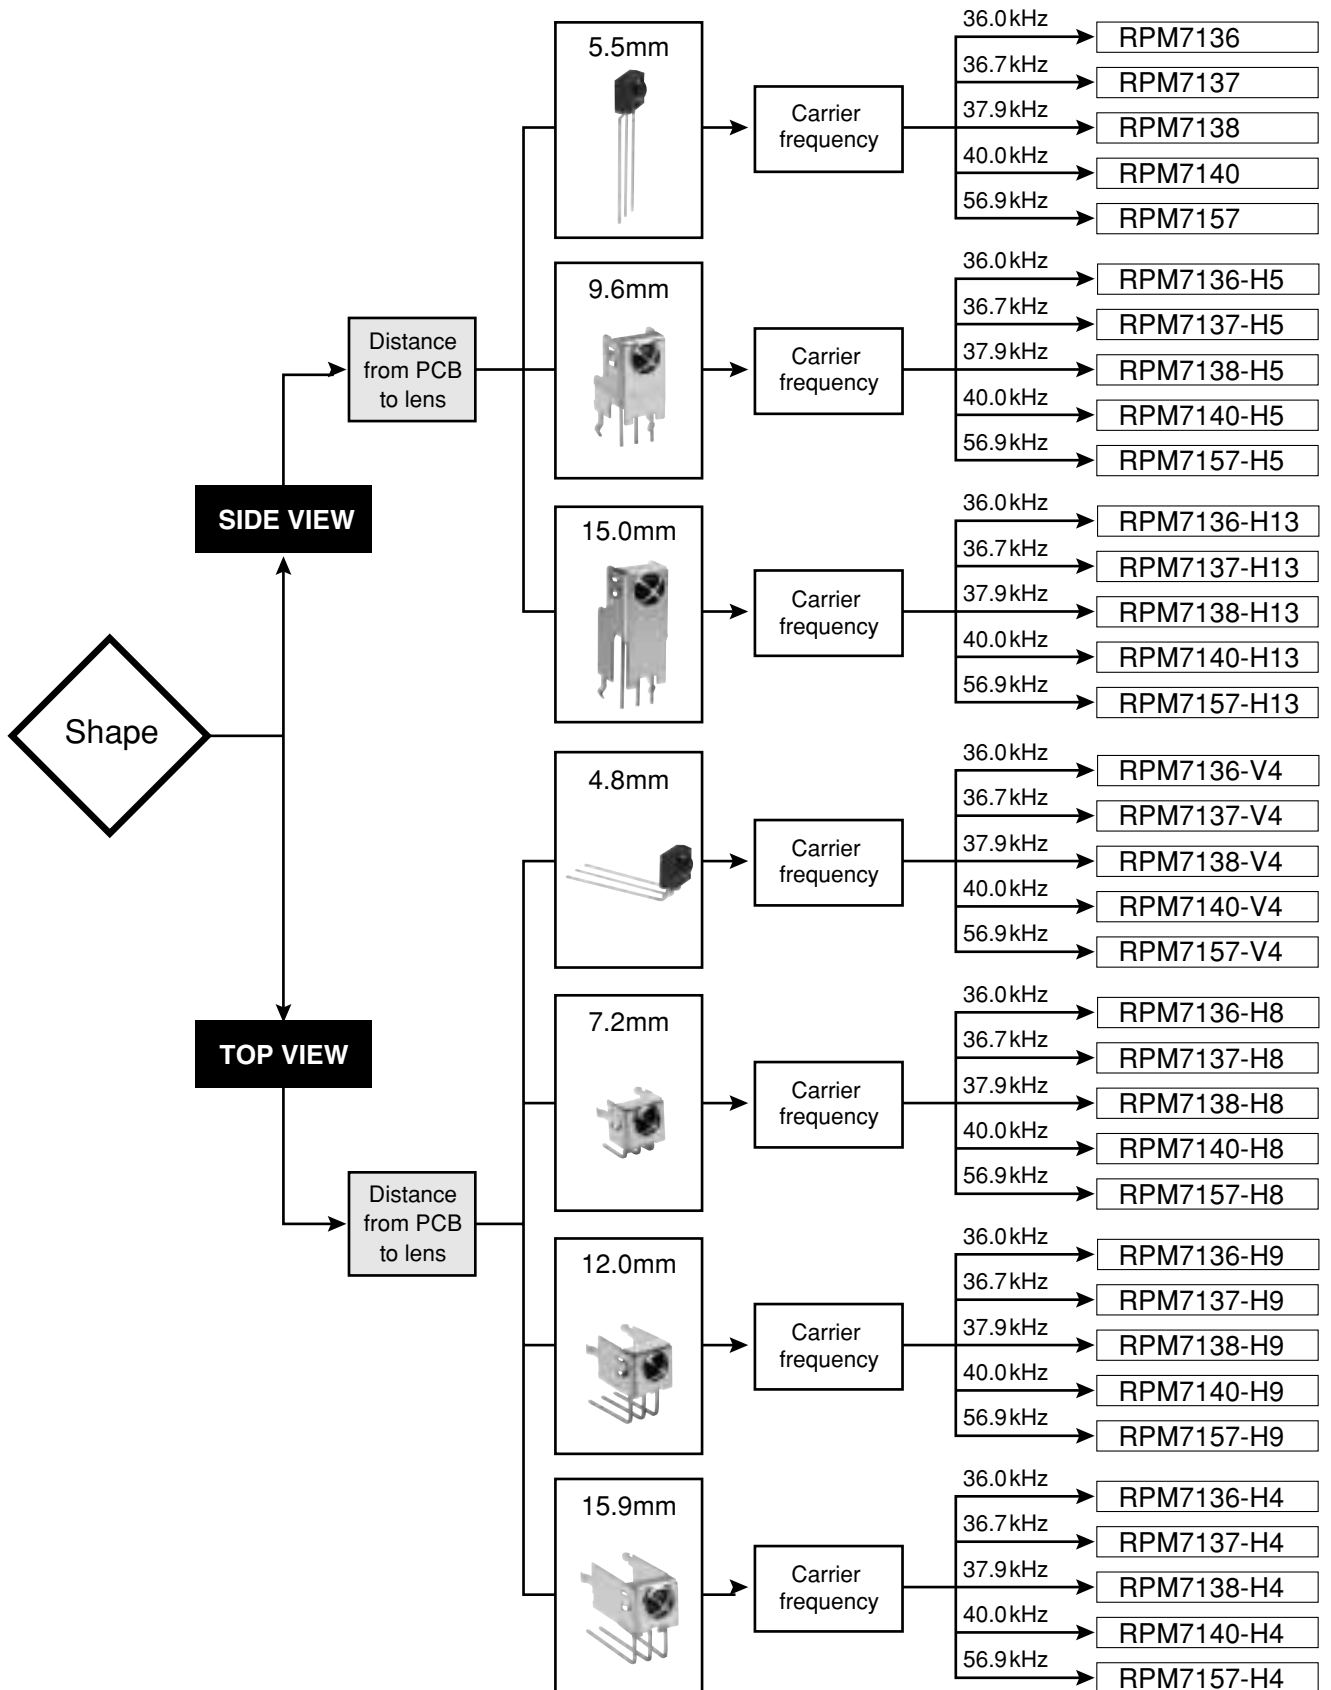 Shape
SIDE VIEW
Distance
from PCB
to lens
5.5mm
Carrier
frequency
36.0kHz
RPM7136
36.7kHz
RPM7137
37.9kHz
RPM7138
40.0kHz
RPM7140
56.9kHz
RPM7157
9.6mm
Carrier
frequency
36.0kHz
RPM7136-H5
36.7kHz
RPM7137-H5
37.9kHz
RPM7138-H5
40.0kHz
RPM7140-H5
56.9kHz
RPM7157-H5
15.0mm
Carrier
frequency
36.0kHz
RPM7136-H13
36.7kHz
RPM7137-H13
37.9kHz
RPM7138-H13
40.0kHz
RPM7140-H13
56.9kHz
RPM7157-H13
TOP VIEW
Distance
from PCB
to lens
4.8mm
Carrier
frequency
36.0kHz
RPM7136-V4
36.7kHz
RPM7137-V4
37.9kHz
RPM7138-V4
40.0kHz
RPM7140-V4
56.9kHz
RPM7157-V4
7.2mm
Carrier
frequency
36.0kHz
RPM7136-H8
36.7kHz
RPM7137-H8
37.9kHz
RPM7138-H8
40.0kHz
RPM7140-H8
56.9kHz
RPM7157-H8
12.0mm
Carrier
frequency
36.0kHz
RPM7136-H9
36.7kHz
RPM7137-H9
37.9kHz
RPM7138-H9
40.0kHz
RPM7140-H9
56.9kHz
RPM7157-H9
15.9mm
Carrier
frequency
36.0kHz
RPM7136-H4
36.7kHz
RPM7137-H4
37.9kHz
RPM7138-H4
40.0kHz
RPM7140-H4
56.9kHz
RPM7157-H4